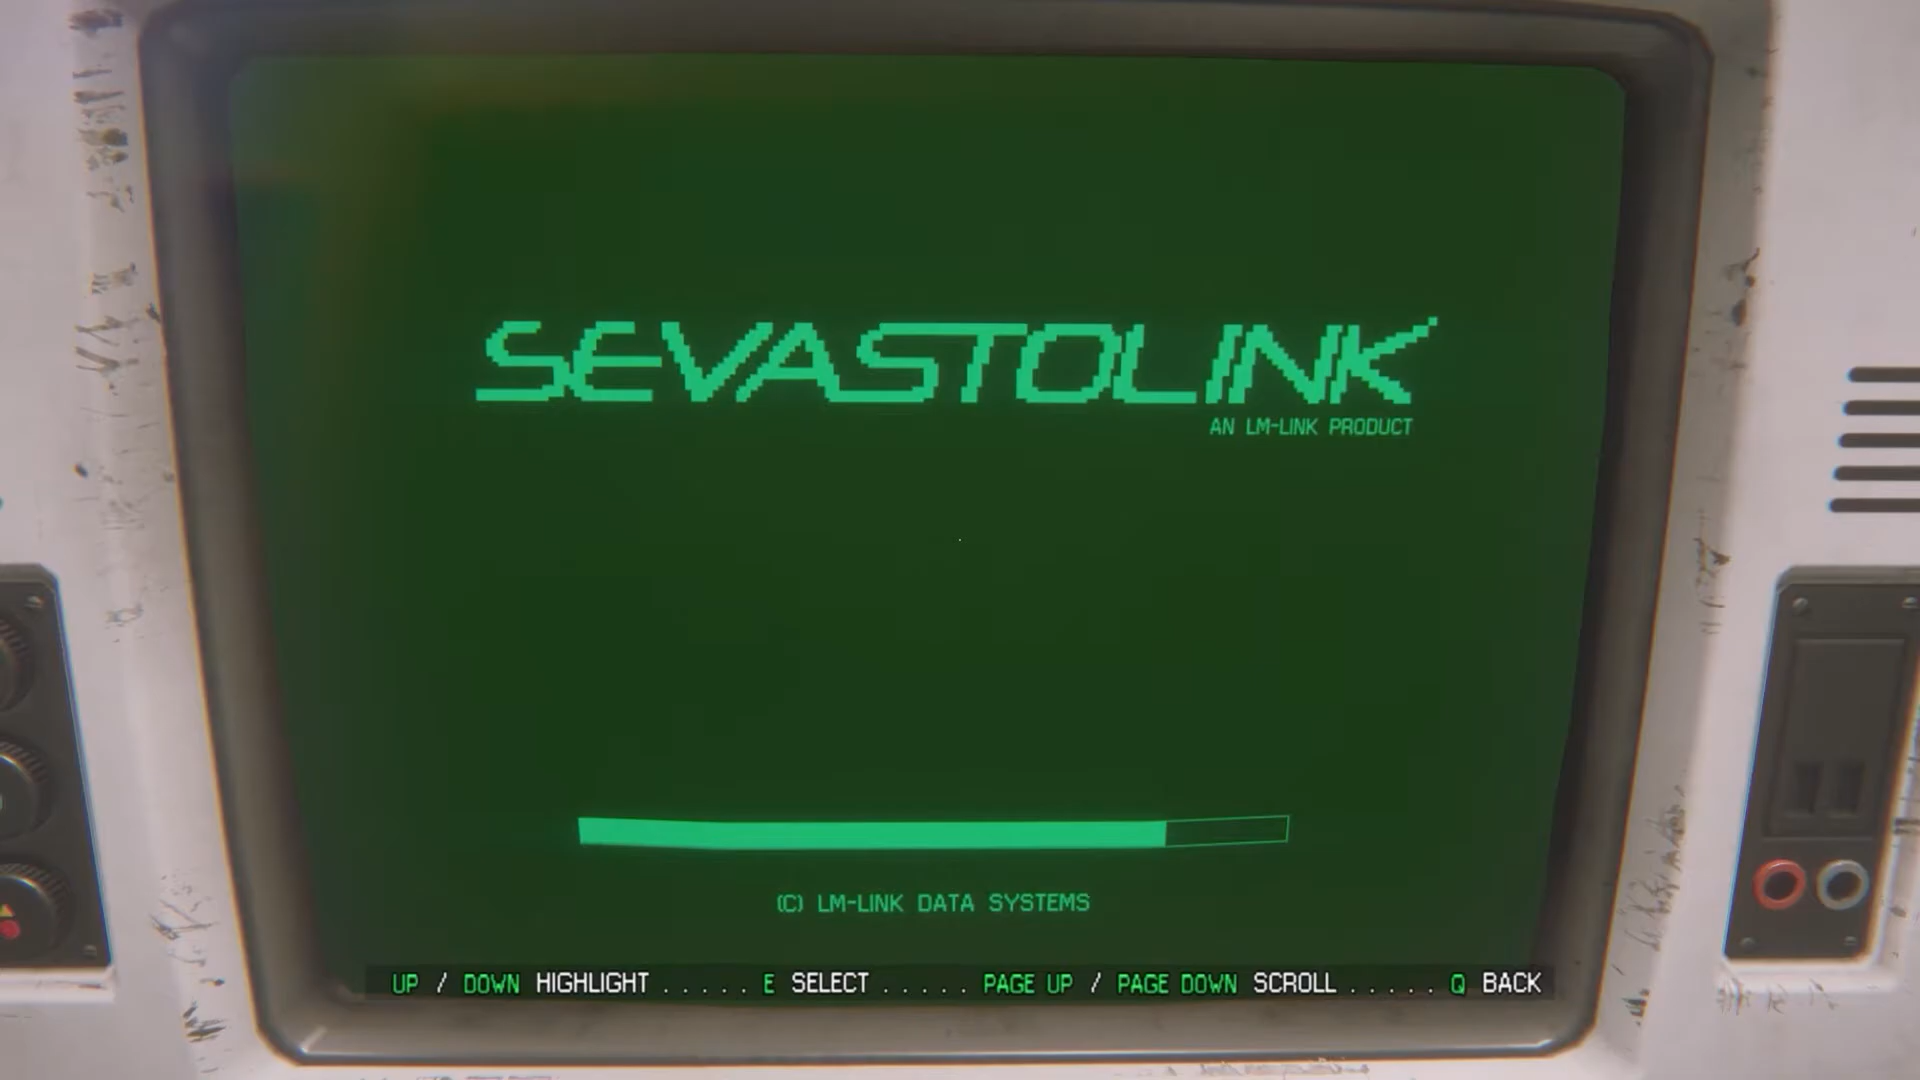 SEVASTOLINK
AN LM-LINK PRODUCT
(C) LM-LINK DATA SYSTEMS
UP / DOWN HIGHLIGHT ..... E SELECT ..... PAGE UP / PAGE DOWN SCROLL ..... Q BACK